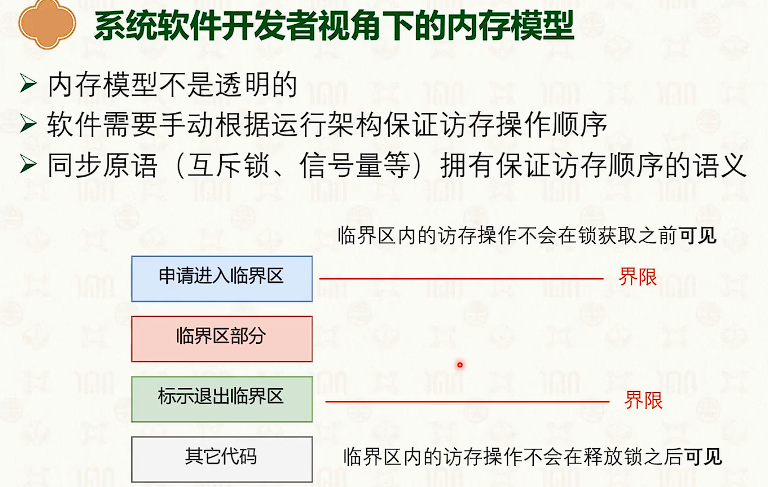 系统软件开发者视角下的内存模型
内存模型不是透明的
软件需要手动根据运行架构保证访存操作顺序
同步原语（互斥锁、信号量等）拥有保证访存顺序的语义
临界区内的访存操作不会在锁获取之前可见
申请进入临界区
界限
临界区部分
标示退出临界区
界限
其它代码
临界区内的访存操作不会在释放锁之后可见